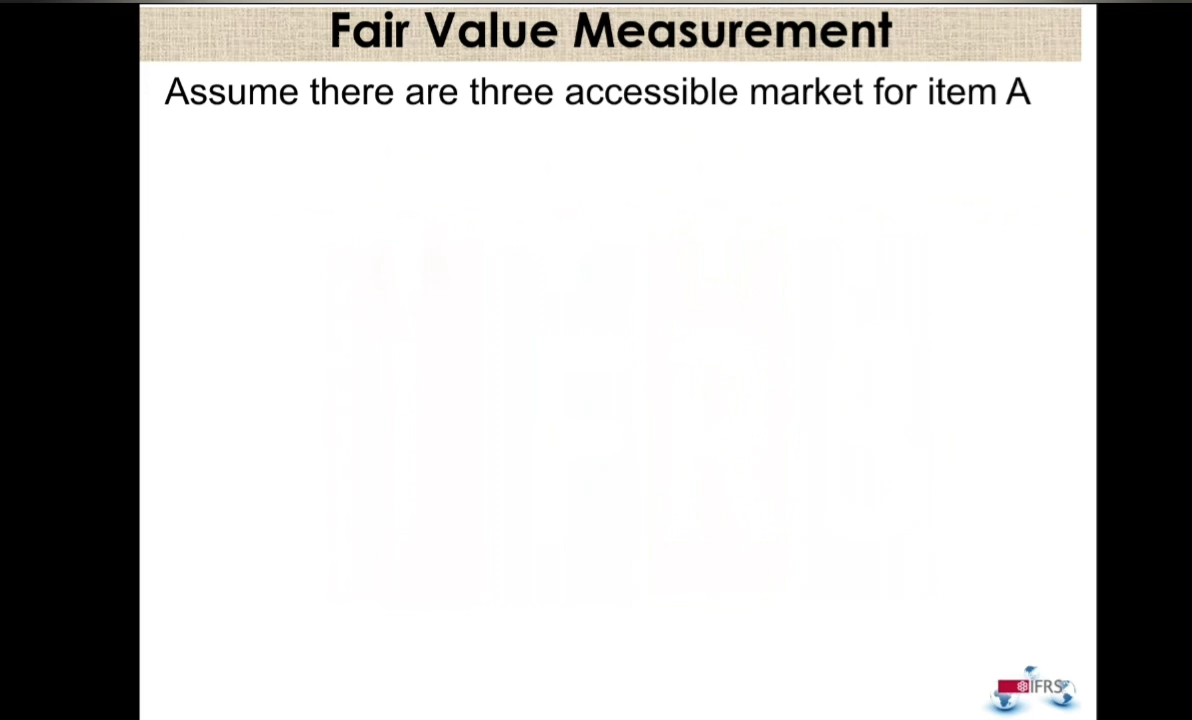 Fair Value Measurement
Assume there are three accessible market for item A
IFRS